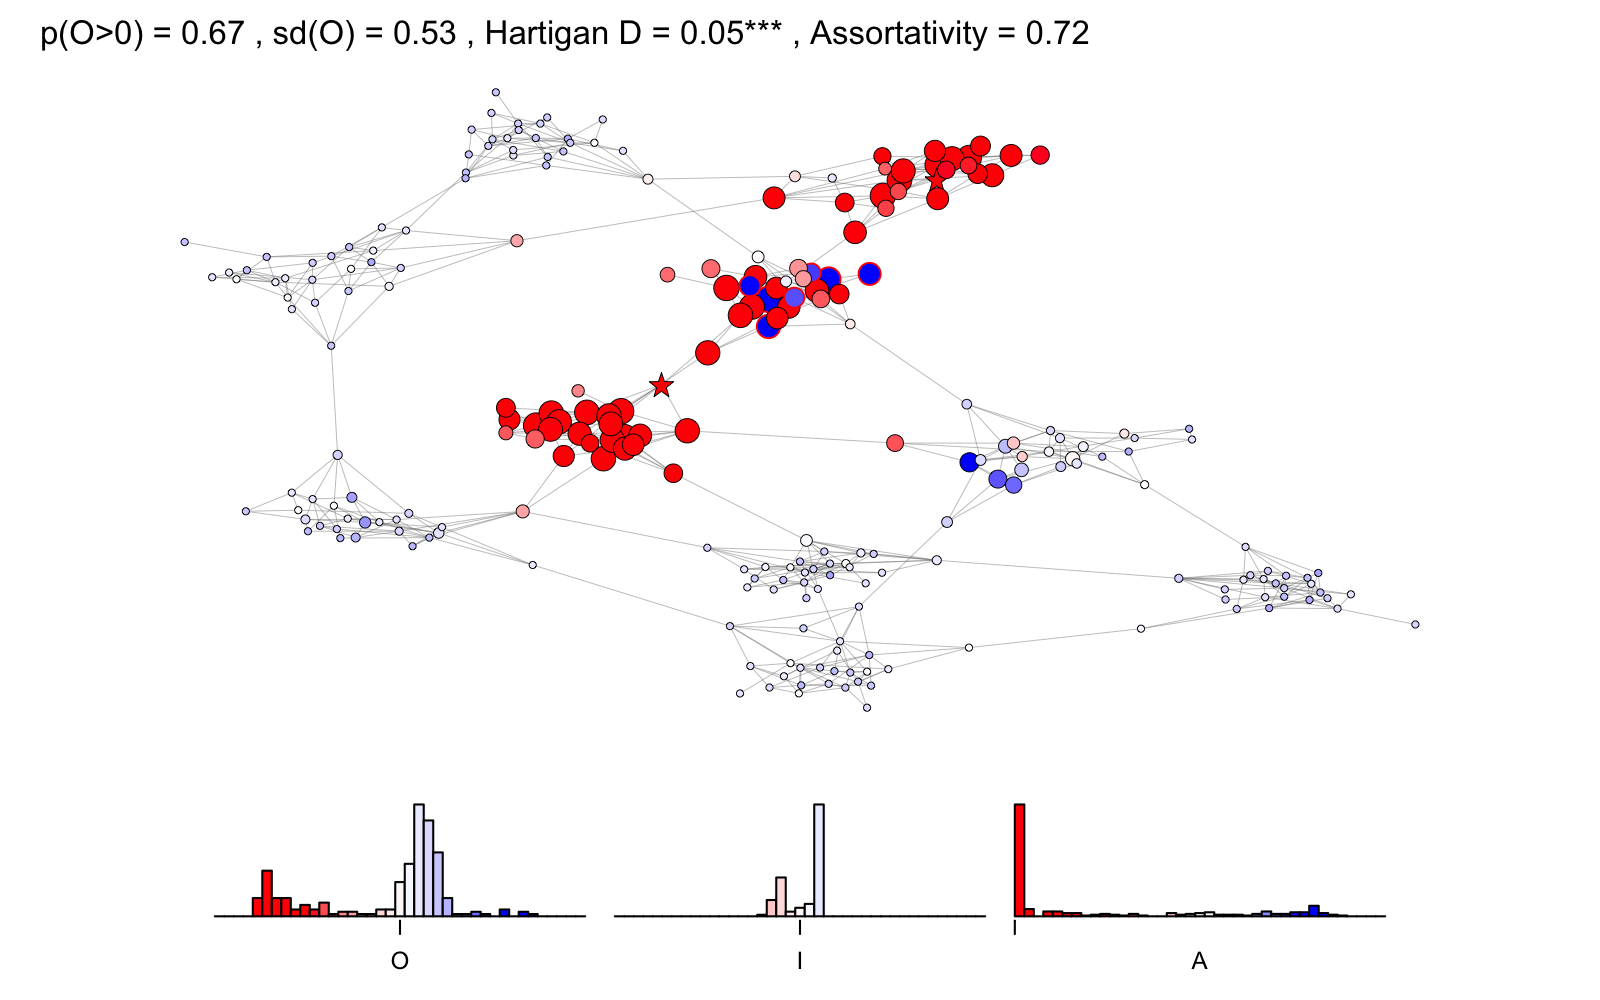 p(O>0) = 0.67 , sd(O) = 0.53 , Hartigan D = 0.05*** , Assortativity = 0.72
O
I
A